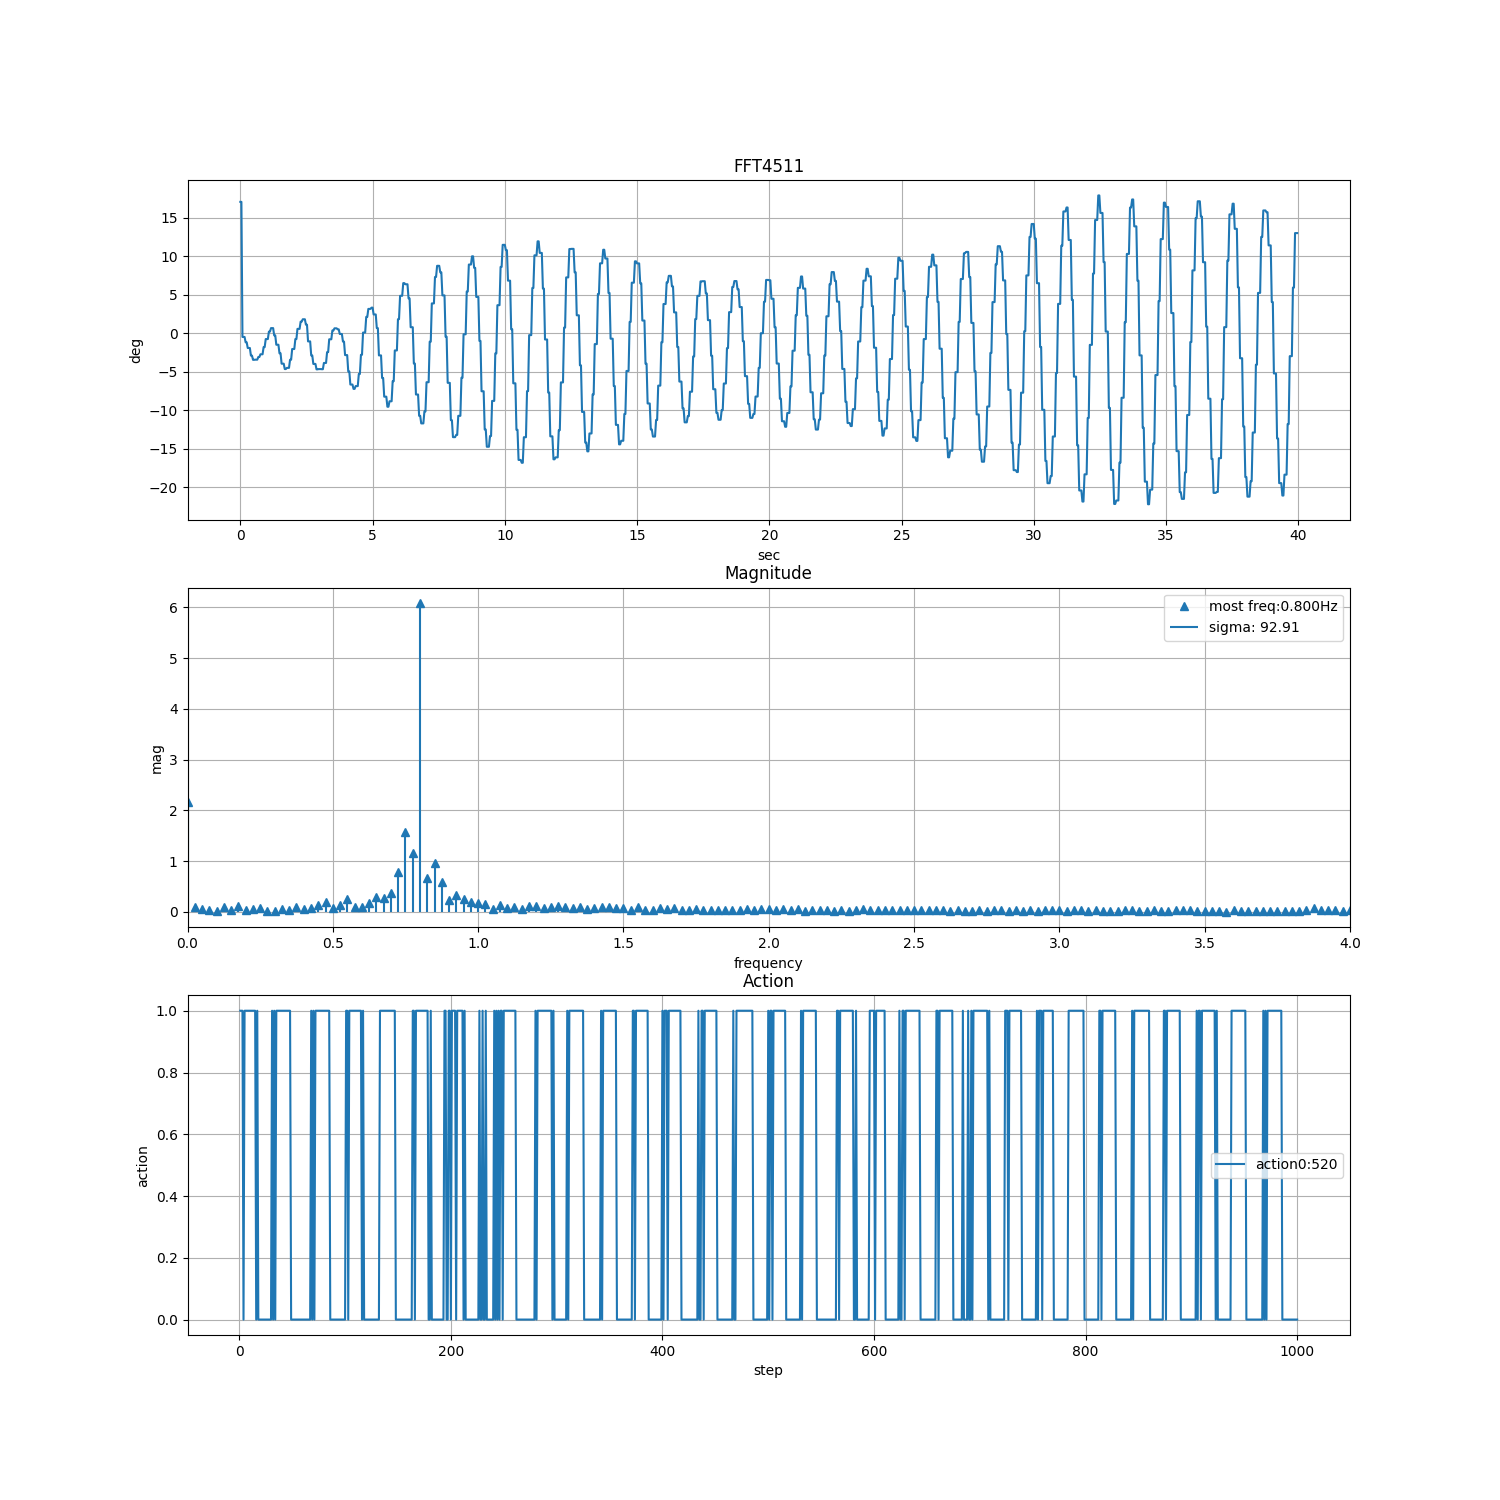 FFT4511
15
10
5
0
−5
−10
−15
−20
deg
0 5 10 15 20 25 30 35 40
sec
Magnitude
most freq:0.800Hz
sigma: 92.91
6
5
4
3
2
1
0
mag
0.0 0.5 1.0 1.5 2.0 2.5 3.0 3.5 4.0
frequency
Action
1.0
0.8
0.6
0.4
0.2
0.0
action
action0:520
0 200 400 600 800 1000
step